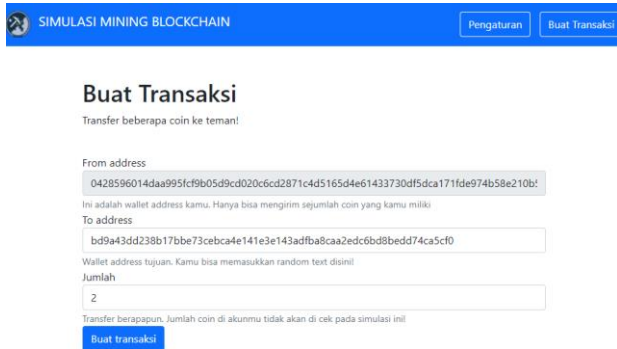 SIMULASI MINING BLOCKCHAIN
Pengaturan
Buat Transaksi
Buat Transaksi
Transfer beberapa coin ke teman!
From address
0428596014daa995fcf9b05d9cd020c6cd2871c4d5165d4e61433730df5dca171fde974b58e210b5
Ini adalah wallet address kamu. Hanya bisa mengirim sejumlah coin yang kamu miliki
To address
bd9a43dd238b17bbe73cebca4e141e3e143adfba8caa2edc6bd8bedd74ca5cf0
Wallet address tujuan. Kamu bisa memasukkan random text disini!
Jumlah
2
Transfer berapapun. Jumlah coin di akunmu tidak akan di cek pada simulasi ini!
Buat transaksi